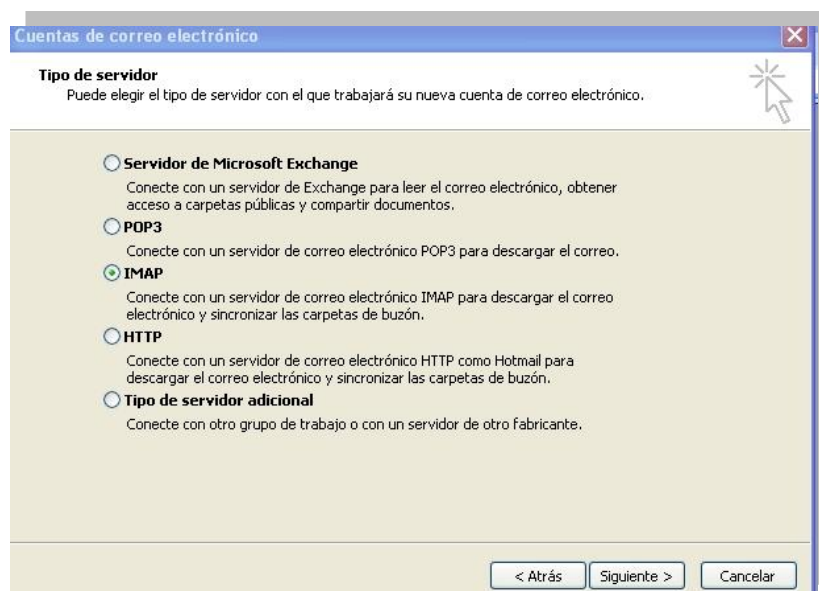 Cuentas de correo electrónico
Tipo de servidor
Puede elegir el tipo de servidor con el que trabajará su nueva cuenta de correo electrónico.
Servidor de Microsoft Exchange
Conecte con un servidor de Exchange para leer el correo electrónico, obtener
acceso a carpetas públicas y compartir documentos.
POP3
Conecte con un servidor de correo electrónico POP3 para descargar el correo.
IMAP
Conecte con un servidor de correo electrónico IMAP para descargar el correo
electrónico y sincronizar las carpetas de buzón.
HTTP
Conecte con un servidor de correo electrónico HTTP como Hotmail para
descargar el correo electrónico y sincronizar las carpetas de buzón.
Tipo de servidor adicional
Conecte con otro grupo de trabajo o con un servidor de otro fabricante.
< Atrás Siguiente > Cancelar